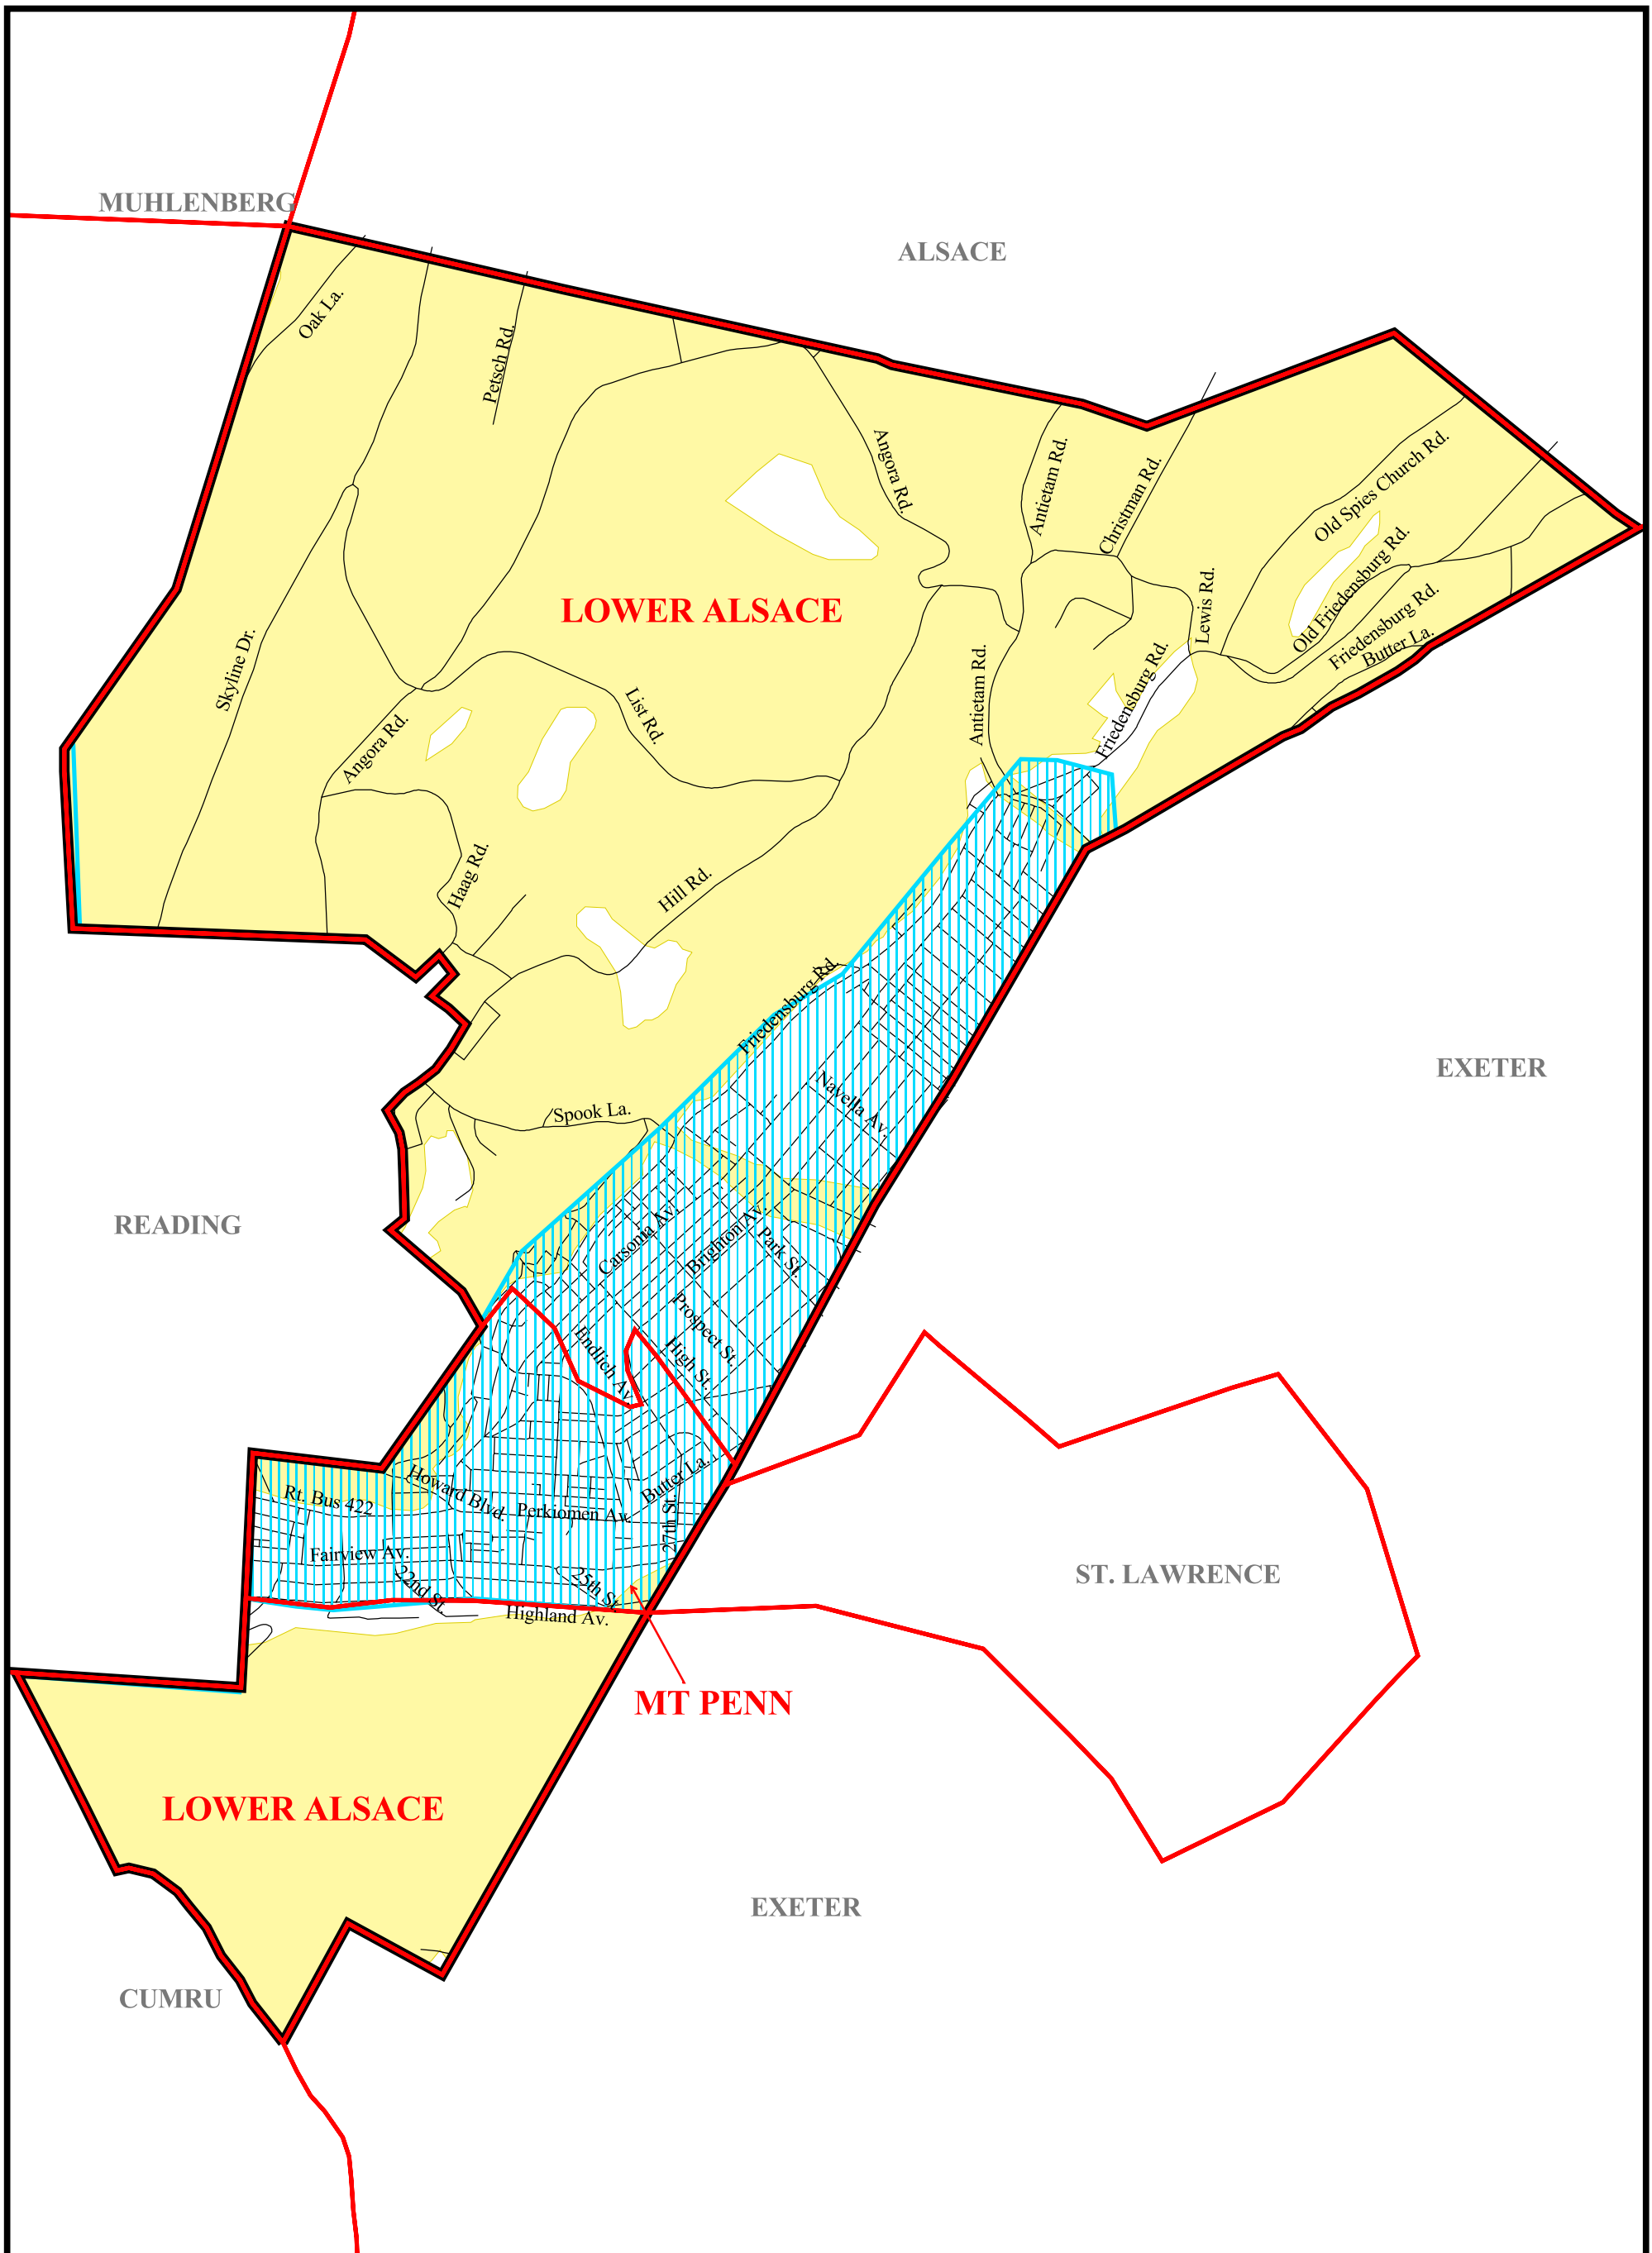 MUHLENBERG
ALSACE
Oak La.
Petsch Rd.
Angora Rd.
Antietam Rd.
Christman Rd.
Old Spies Church Rd.
Old Friedensburg Rd.
Lewis Rd.
Friedensburg Rd.
Butter La.
LOWER ALSACE
Skyline Dr.
List Rd.
Antietam Rd.
Friedensburg Rd.
Angora Rd.
Haag Rd.
Hill Rd.
Friedensburg Rd.
EXETER
Navella Av.
Spook La.
READING
Carsonia Av.
Brighton Av.
Park St.
Prospect St.
Endlich Av.
High St.
Howard Blvd.
Butter La.
Rt. Bus 422
Perkiomen Av.
27th St.
Fairview Av.
22nd St.
25th St.
ST. LAWRENCE
Highland Av.
MT PENN
LOWER ALSACE
EXETER
CUMRU